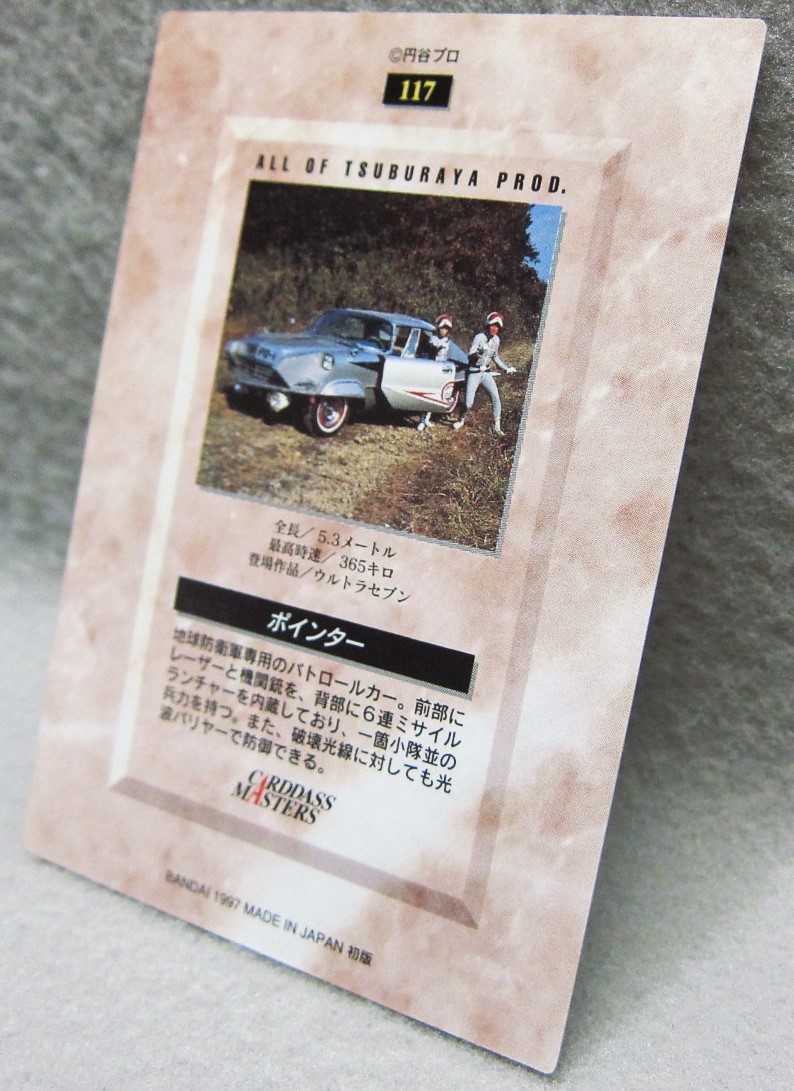 ©円谷プロ
117
ALL OF TSUBURAYA PROD.
全長/5.3メートル
最高時速/365キロ
登場作品/ウルトラセブン
ポインター
地球防衛軍専用のパトロールカー。前部に
レーザーと機関銃を、背部に6連ミサイル
ランチャーを内蔵しており、一箇小隊並の
兵力を持つ。また、破壊光線に対しても光
波バリヤーで防御できる。
CARDDASS
MASTERS
BANDAI 1997 MADE IN JAPAN 初版